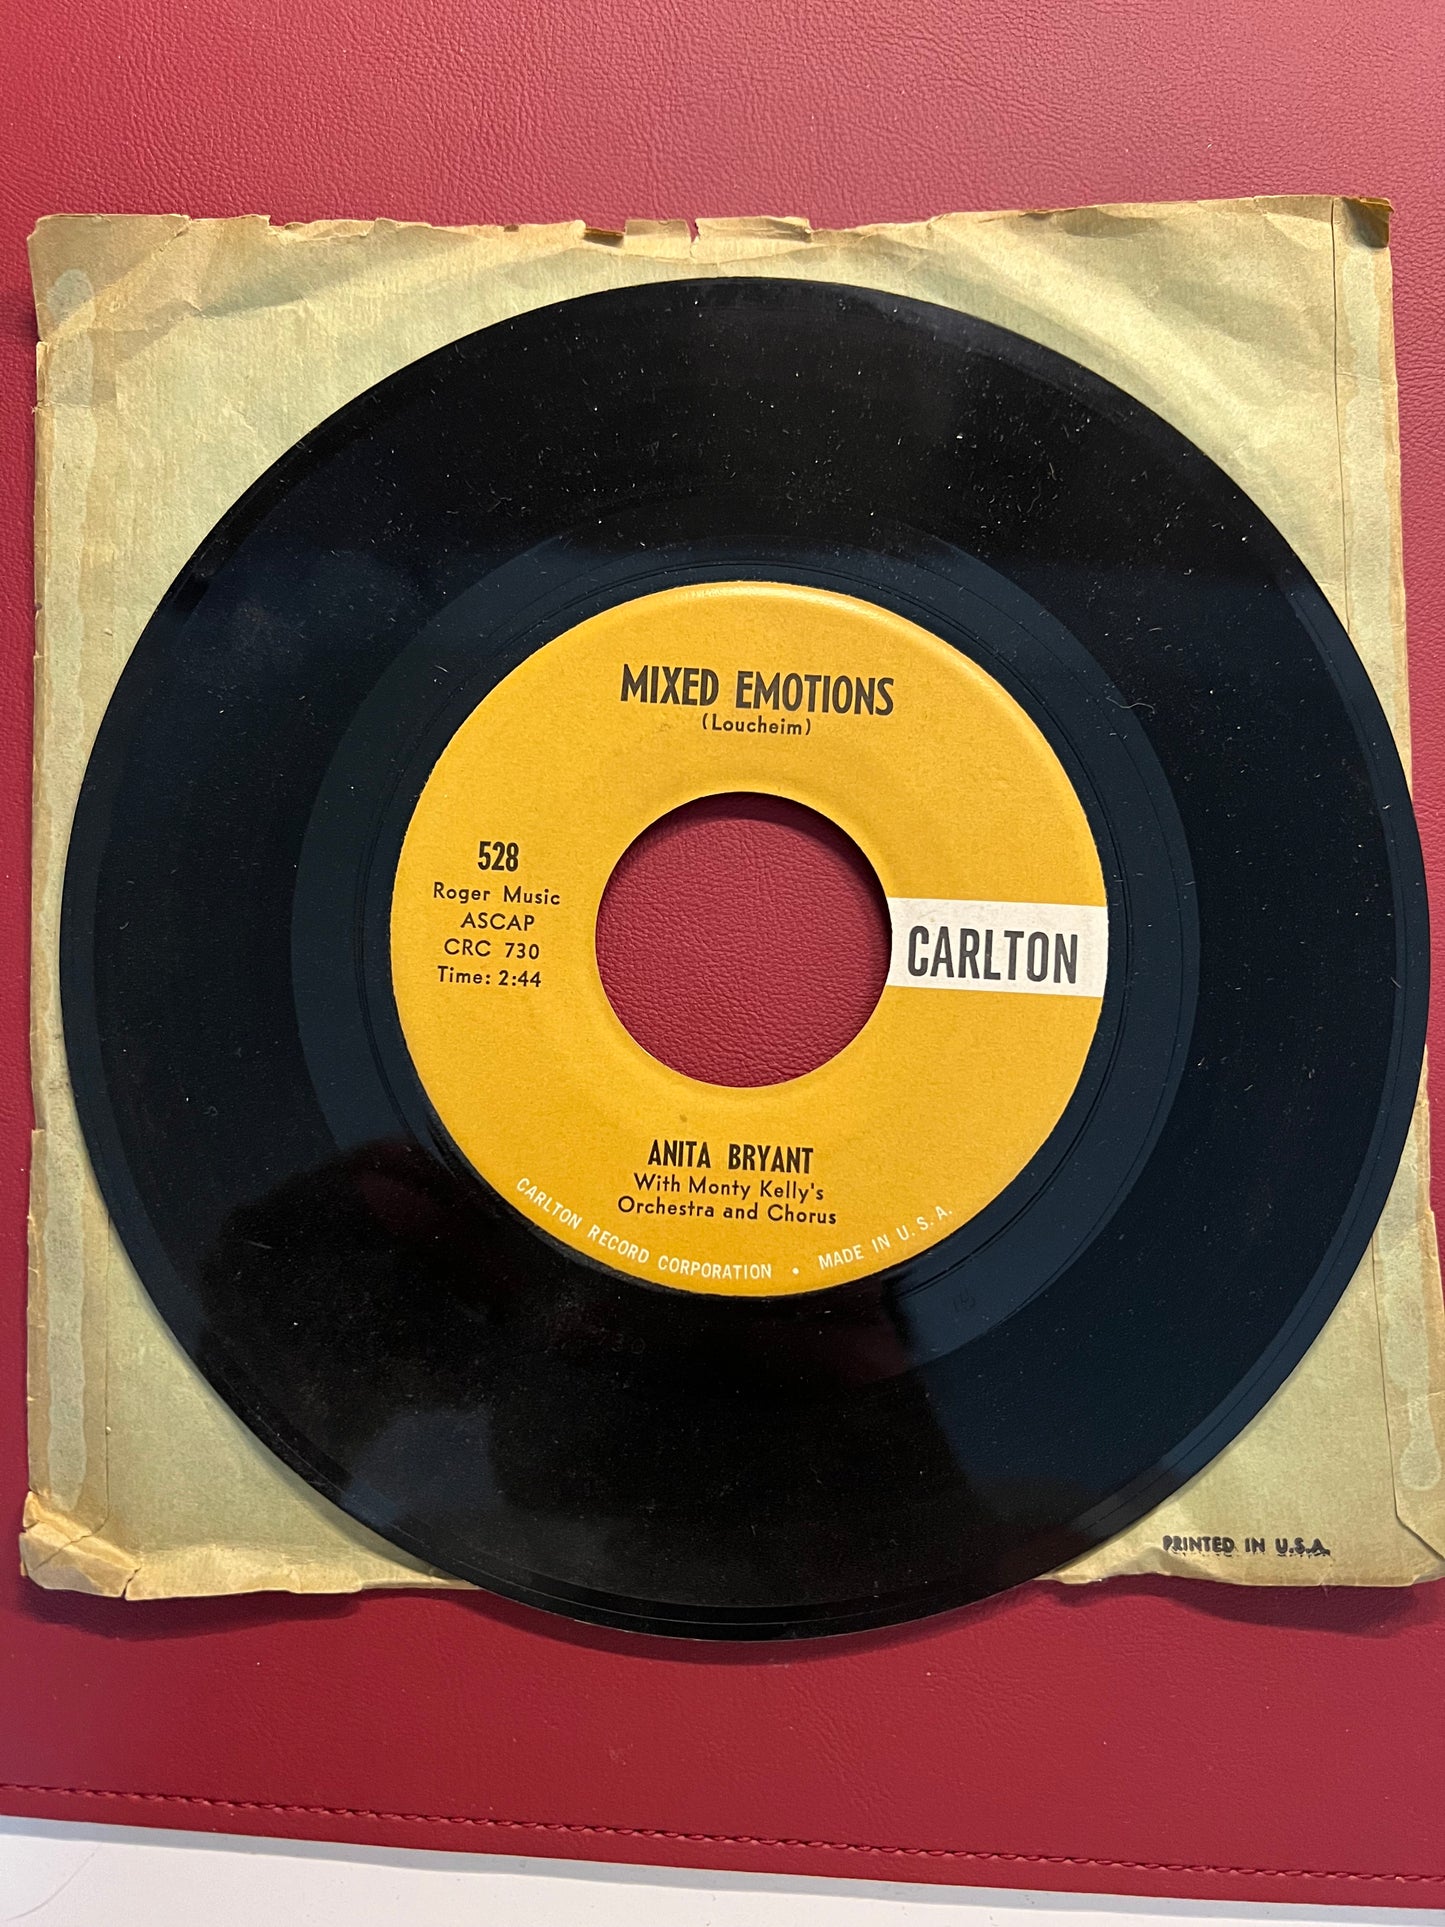 MIXED EMOTIONS
(Loucheim)
528
Roger Music
ASCAP
CRC 730
Time: 2:44
CARLTON
ANITA BRYANT
With Monty Kelly's
Orchestra and Chorus
CARLTON RECORD CORPORATION • MADE IN U.S.A.
PRINTED IN U.S.A.